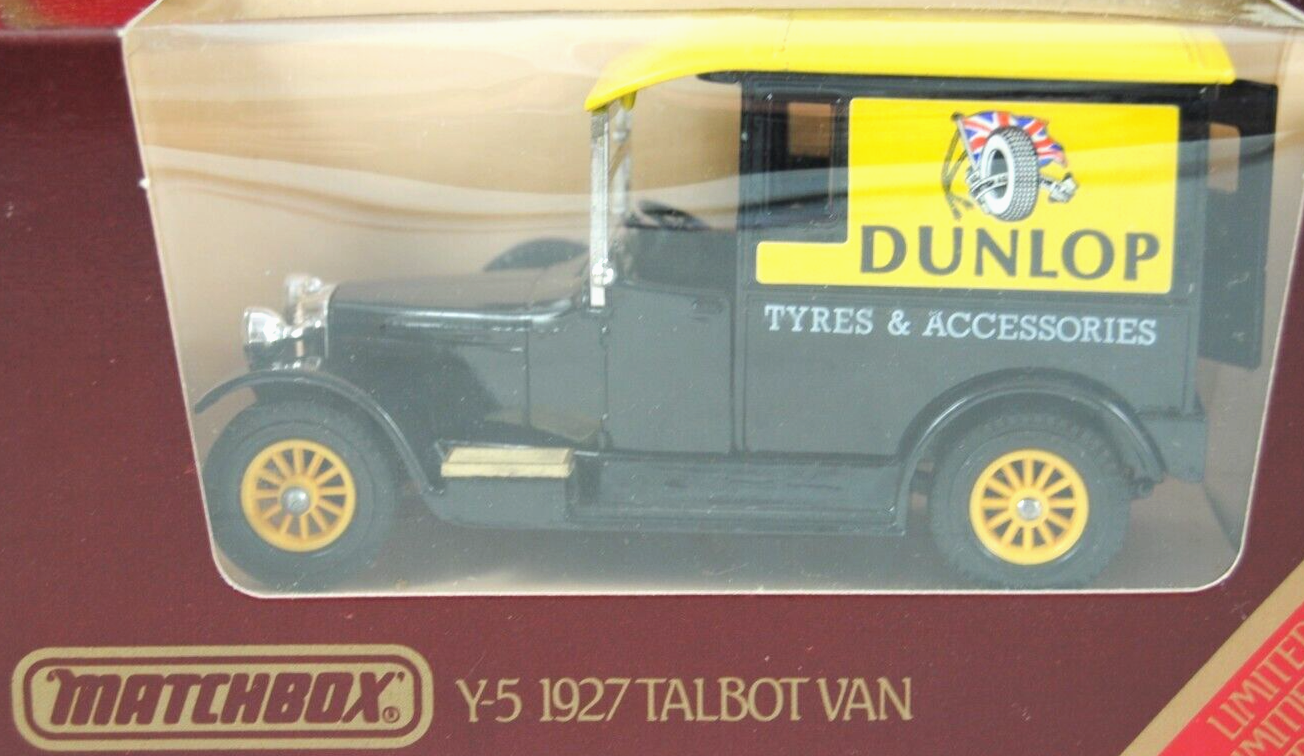 DUNLOP
TYRES & ACCESSORIES
MATCHBOX®
Y-5 1927 TALBOT VAN
LIMITED